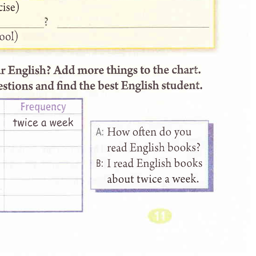 cise)
?
ool)
r English? Add more things to the chart.
estions and find the best English student.
Frequency
twice a week
A: How often do you
read English books?
B: I read English books
about twice a week.
11